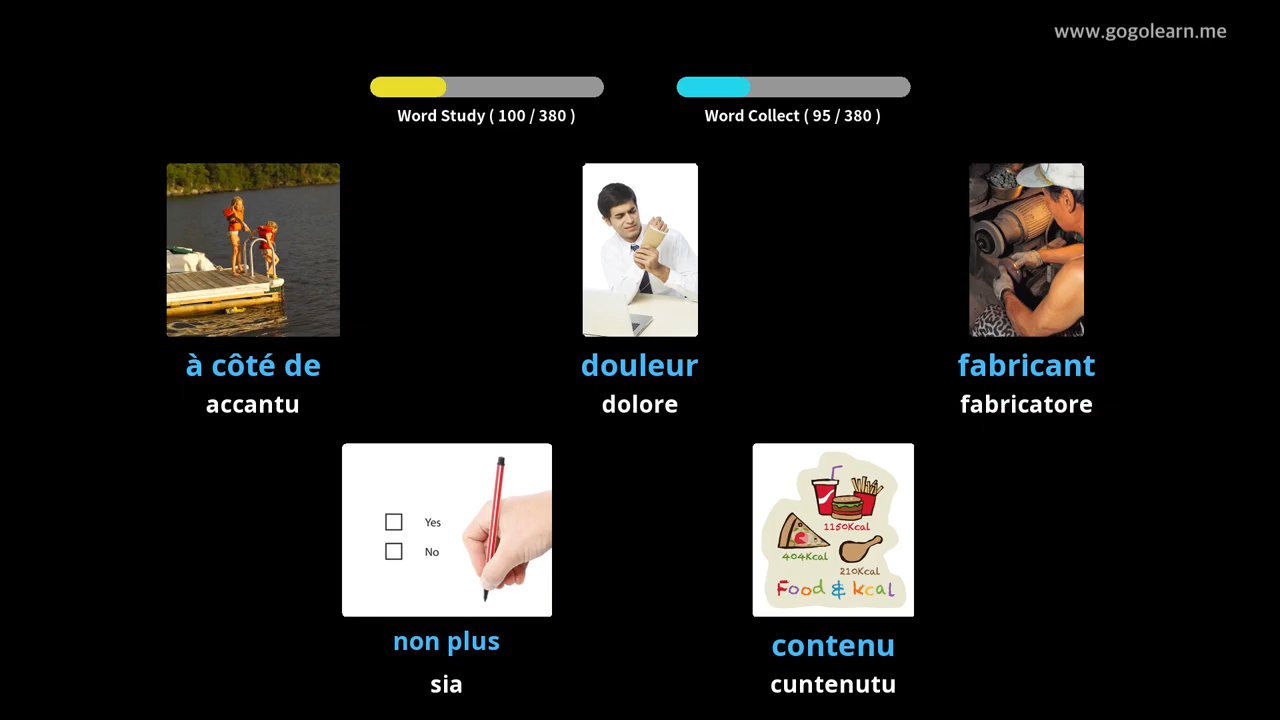 www.gogolearn.me
Word Study ( 100 / 380 )
Word Collect ( 95 / 380 )
à côté de
accantu
douleur
dolore
fabricant
fabricatore
Yes
No
non plus
sia
1150Kcal
404Kcal
210Kcal
Food & kcal
contenu
cuntenutu